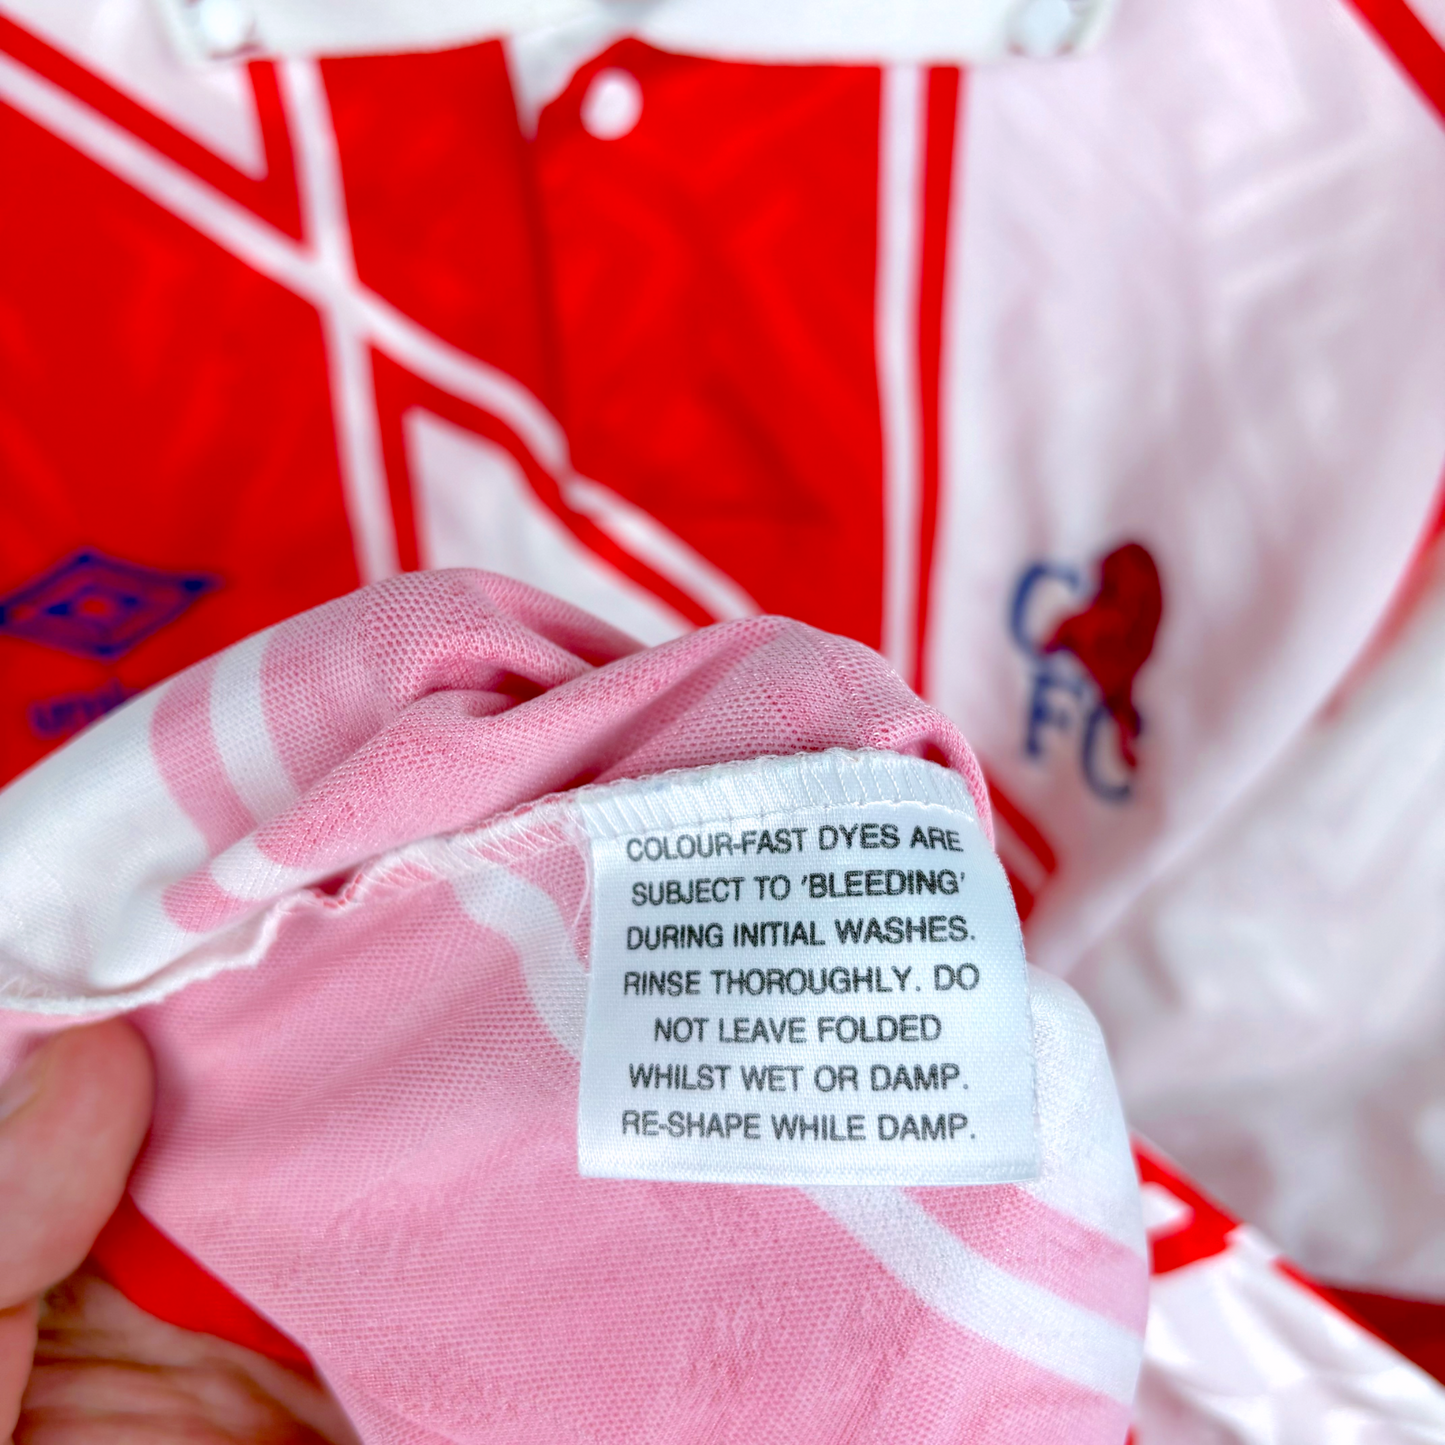 CFC
um
COLOUR-FAST DYES ARE
SUBJECT TO 'BLEEDING'
DURING INITIAL WASHES.
RINSE THOROUGHLY. DO
NOT LEAVE FOLDED
WHILST WET OR DAMP.
RE-SHAPE WHILE DAMP.